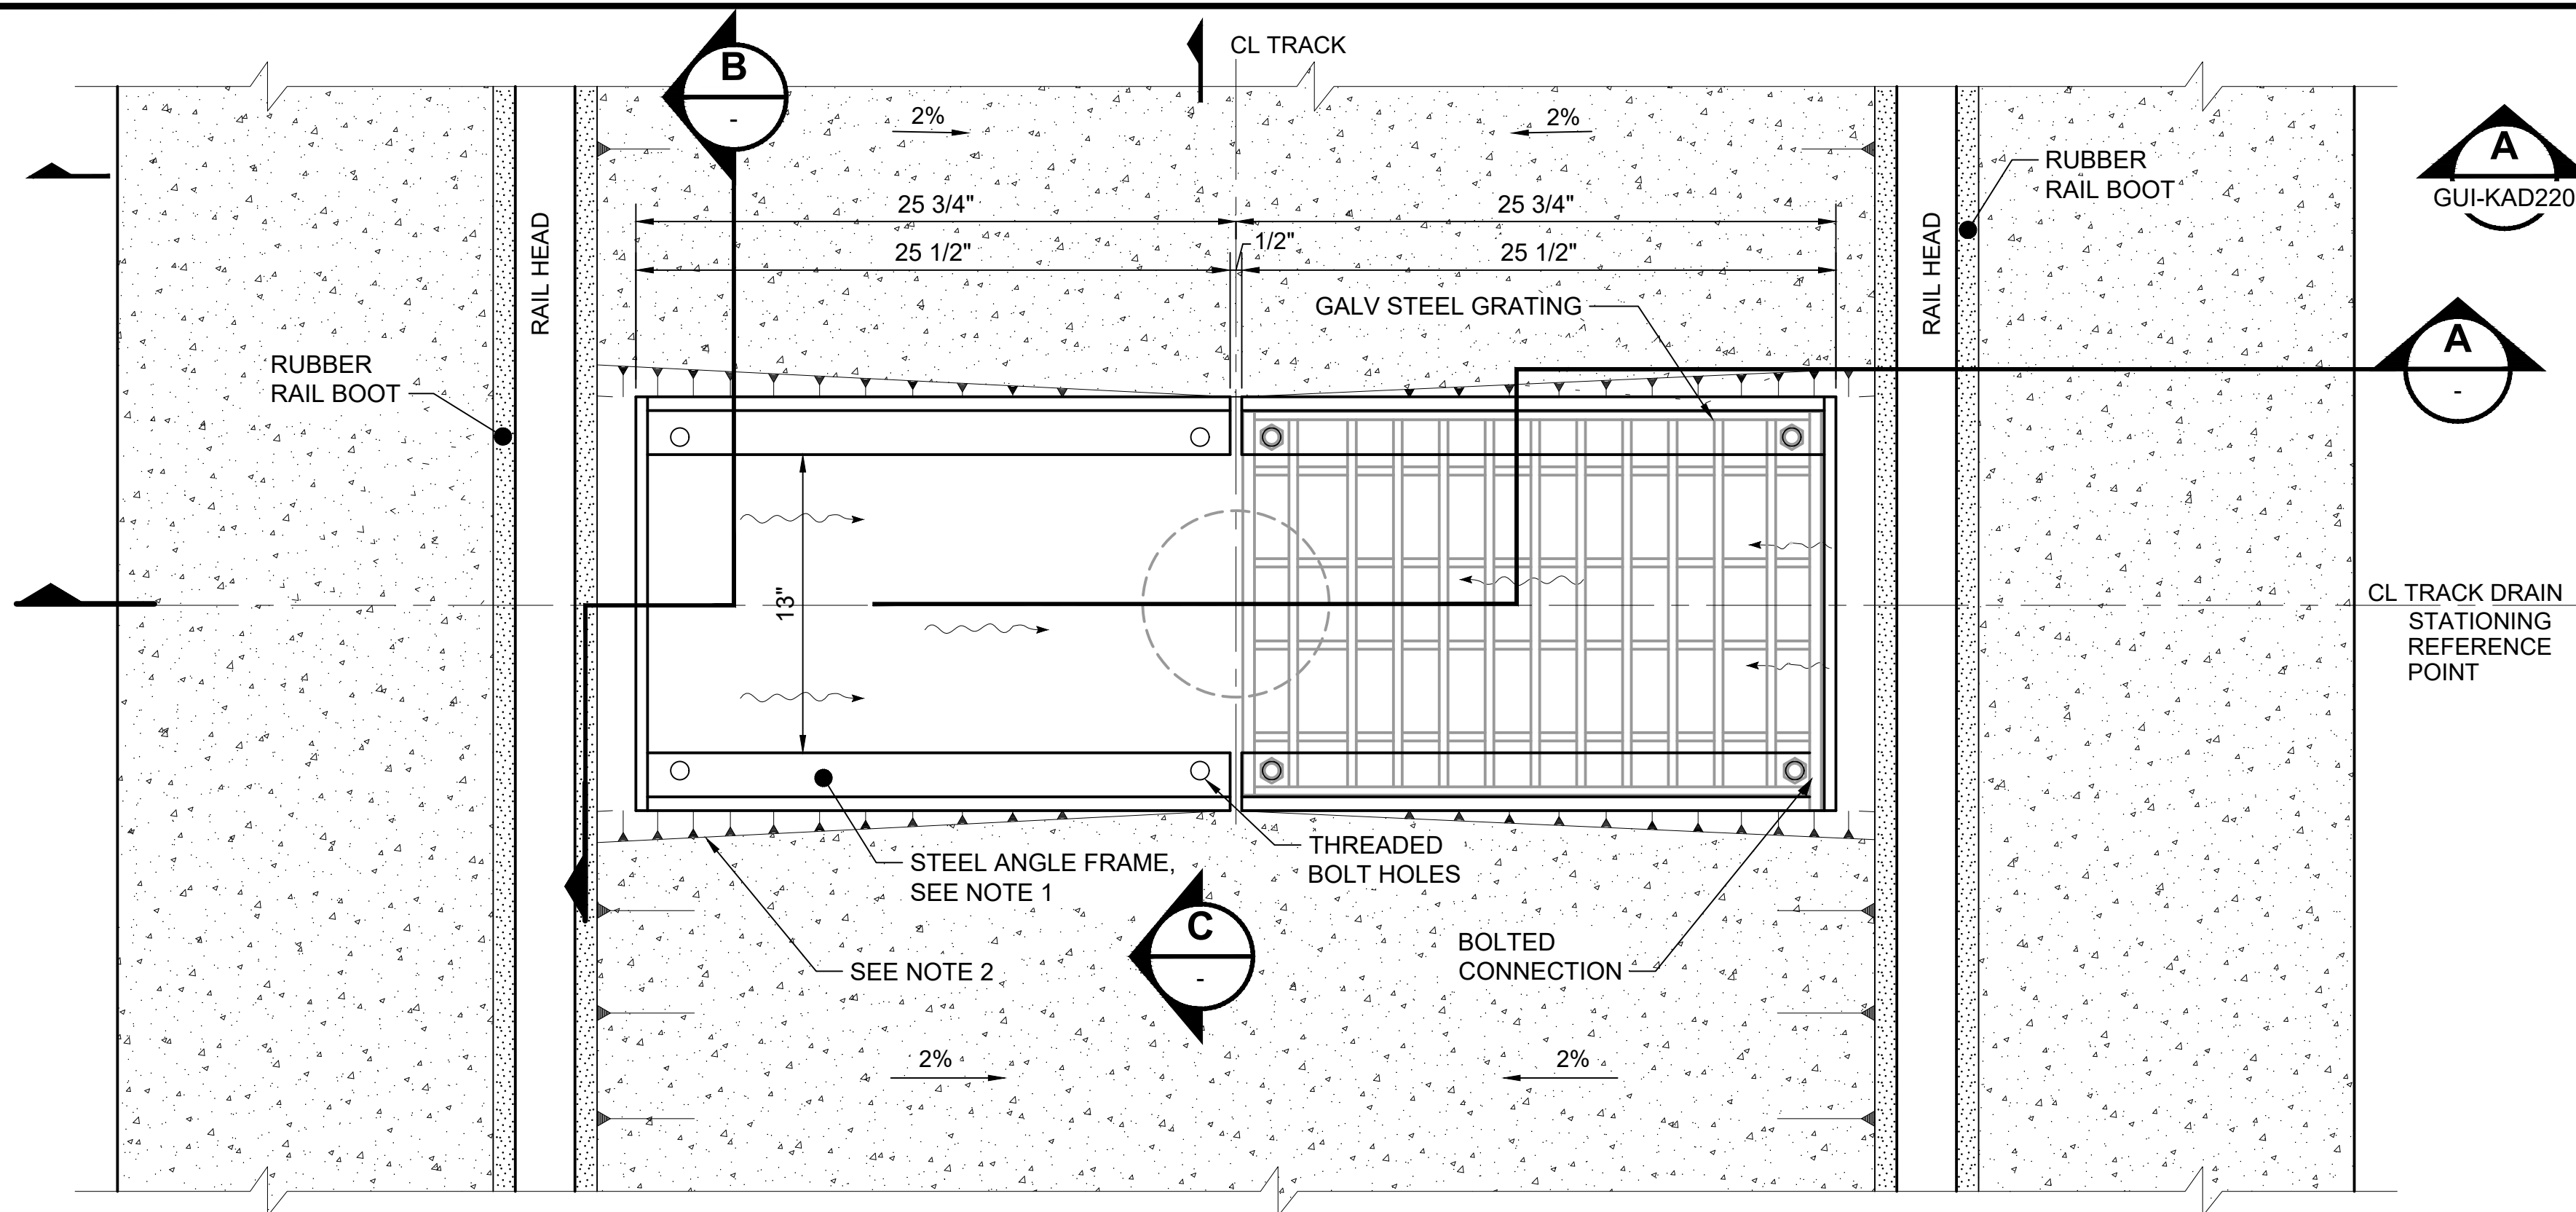 B
-
CL TRACK
2%
2%
A
GUI-KAD220
RUBBER
RAIL BOOT
25 3/4"
25 3/4"
RAIL HEAD
RAIL HEAD
1/2"
25 1/2"
25 1/2"
GALV STEEL GRATING
A
-
RUBBER
RAIL BOOT
13"
CL TRACK DRAIN
STATIONING
REFERENCE
POINT
THREADED
BOLT HOLES
STEEL ANGLE FRAME,
SEE NOTE 1
C
-
BOLTED
CONNECTION
SEE NOTE 2
2%
2%